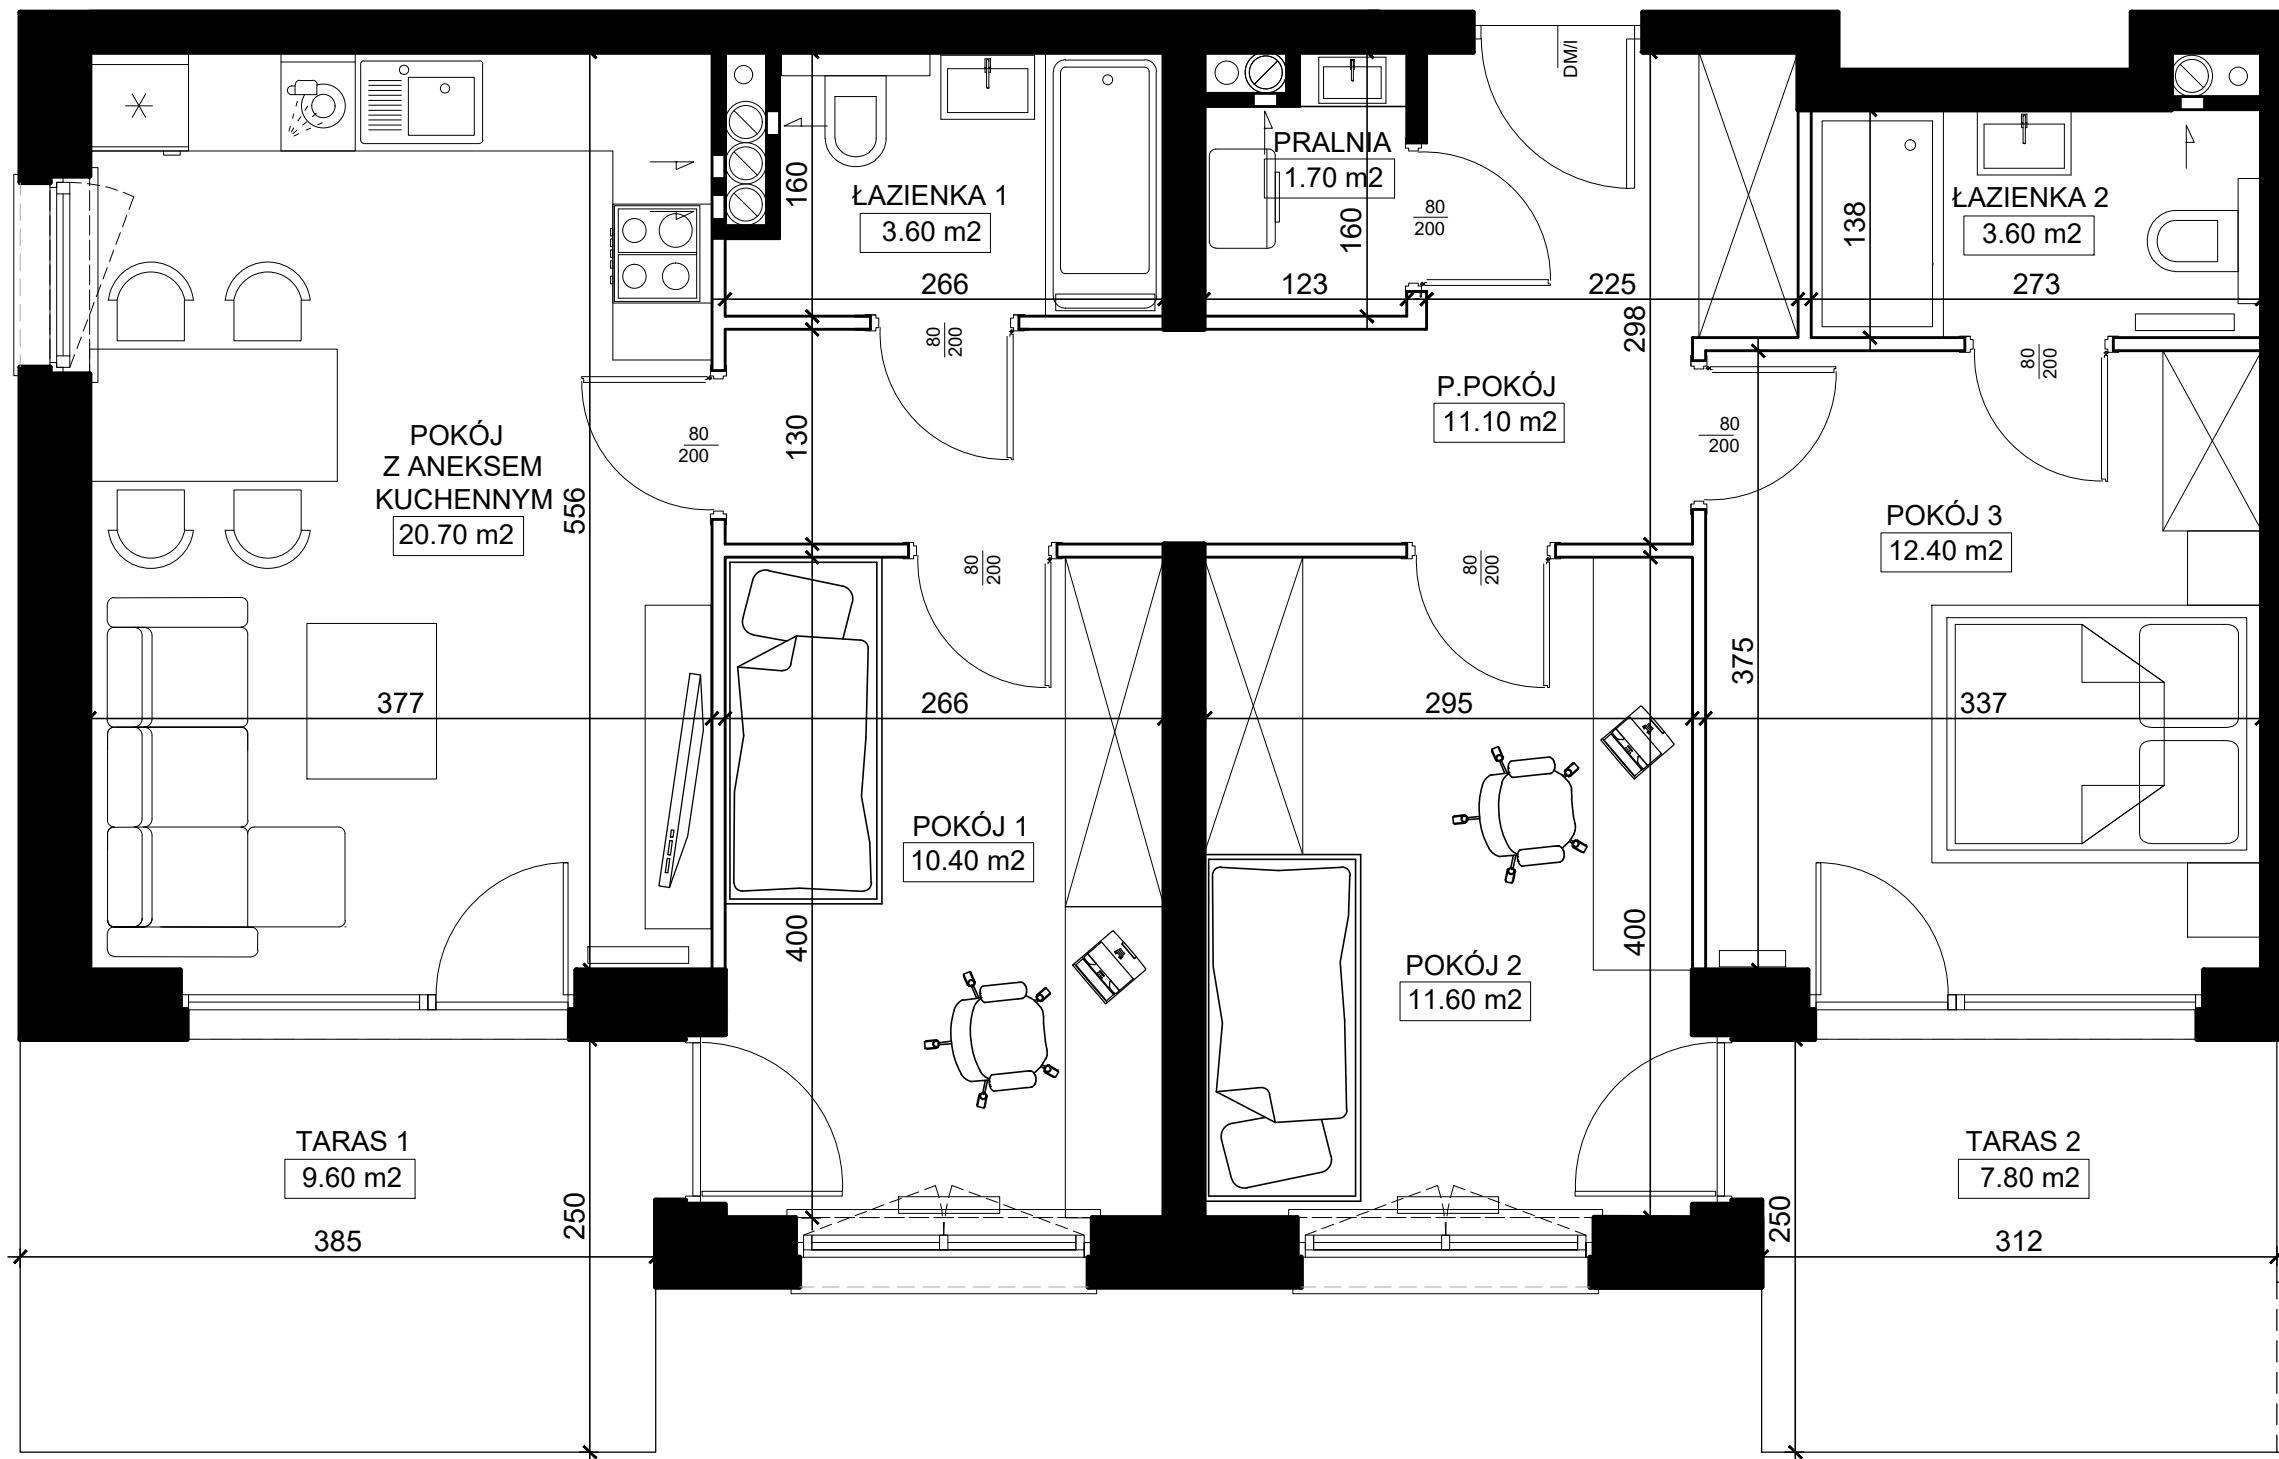 DM/I
PRALNIA
1.70 m2
160
ŁAZIENKA 1
3.60 m2
160
80
200
138
ŁAZIENKA 2
3.60 m2
266
123
225
273
298
80
200
80
200
P.POKÓJ
11.10 m2
130
80
200
80
200
POKÓJ
Z ANEKSEM
KUCHENNYM
20.70 m2
556
80
200
80
200
POKÓJ 3
12.40 m2
375
377
266
295
337
POKÓJ 1
10.40 m2
400
400
POKÓJ 2
11.60 m2
TARAS 1
9.60 m2
TARAS 2
7.80 m2
250
250
385
312